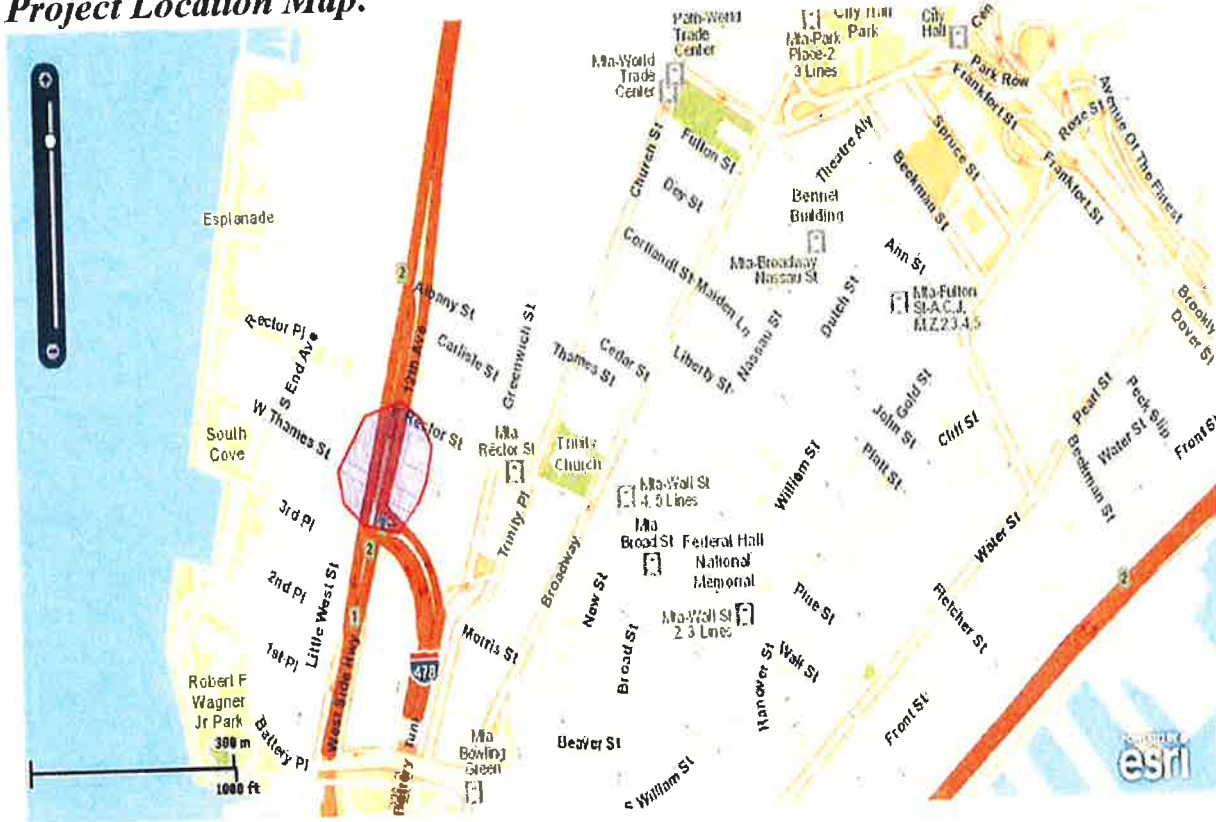 Project Location Map:
Path-World
Trade
Center
Mta-World
Trade
Center
Mta-Park
Place-2
3 Lines
City Hall
Park
City
Hall
Park Row
Frankfort St
Rose St
Avenue Of The Finest
Spruce St
Frankfort St
Theatre Aly
Beekman St
Church St
Fulton St
Dey St
Bennet
Building
Cortlandt St
Maiden Ln
Mta-Broadway
Nassau St
Ann St
Dutch St
Mta-Fulton
St-A,C,J,
M,Z,2,3,4,5
Dover St
Esplanade
2
Albany St
Rector Pl
S End Ave
12th Ave
Carlisle St
Greenwich St
Thames St
Cedar St
Liberty St
Nassau St
Gold St
John St
Cliff St
Platt St
Pearl St
Peck Slip
Water St
Front St
Beekman St
W Thames St
South
Cove
Rector St
Mta
Rector St
Trinity
Church
Mta-Wall St
4, 5 Lines
William St
3rd Pl
Trinity Pl
Mta
Broad St
Federal Hall
National
Memorial
Water St
2
2
2nd Pl
Little West St
1
Broadway
New St
Mta-Wall St
2, 3 Lines
Pine St
Fletcher St
1st Pl
West Side Hwy
478
Morris St
Broad St
Hanover St
Wall St
Front St
Robert F
Wagner
Jr Park
Battery Pl
Mta
Bowling
Green
Beaver St
S William St
300 m
1000 ft
esri